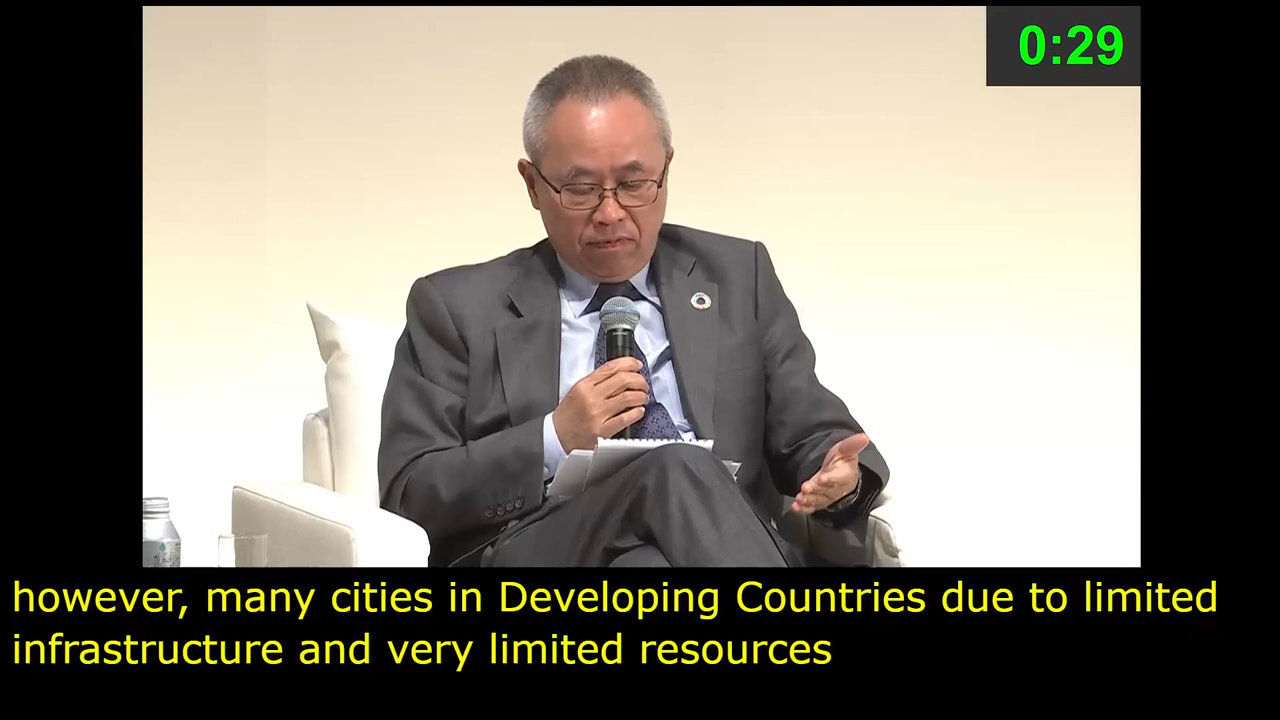 0:29
however, many cities in Developing Countries due to limited
infrastructure and very limited resources